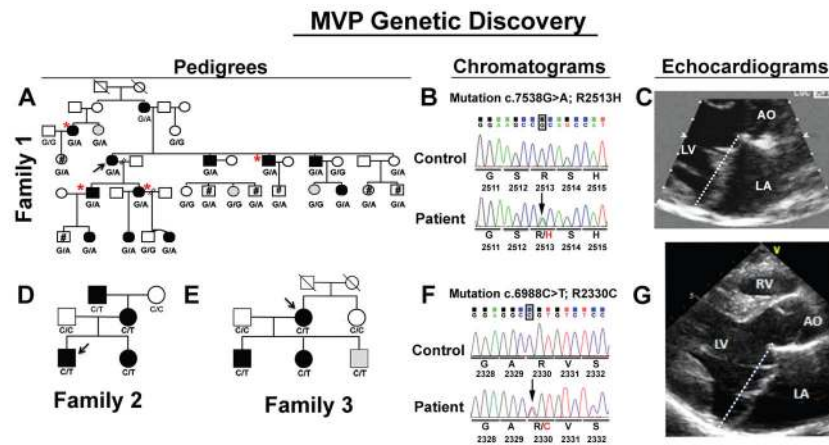 MVP Genetic Discovery
Pedigrees
Chromatograms
Echocardiograms
A
Family 1
G/A
G/A G/A G/G
G/A
G/A G/A G/A G/A G/A
G/A G/A G/A G/A G/G G/A G/G G/A G/A G/A
G/A G/A G/G G/A
B
Mutation c.7538G>A; R2513H
Control
G S R S H
2511 2512 2513 2514 2515
Patient
G S R/H S H
2511 2512 2513 2514 2515
C
AO
LV
LA
D
C/T C/C
C/C C/T
C/T C/T
Family 2
E
C/C C/T C/C
C/T C/T C/T
Family 3
F
Mutation c.6988C>T; R2330C
Control
G A R V S
2328 2329 2330 2331 2332
Patient
G A R/C V S
2328 2329 2330 2331 2332
G
V
RV
AO
LV
LA